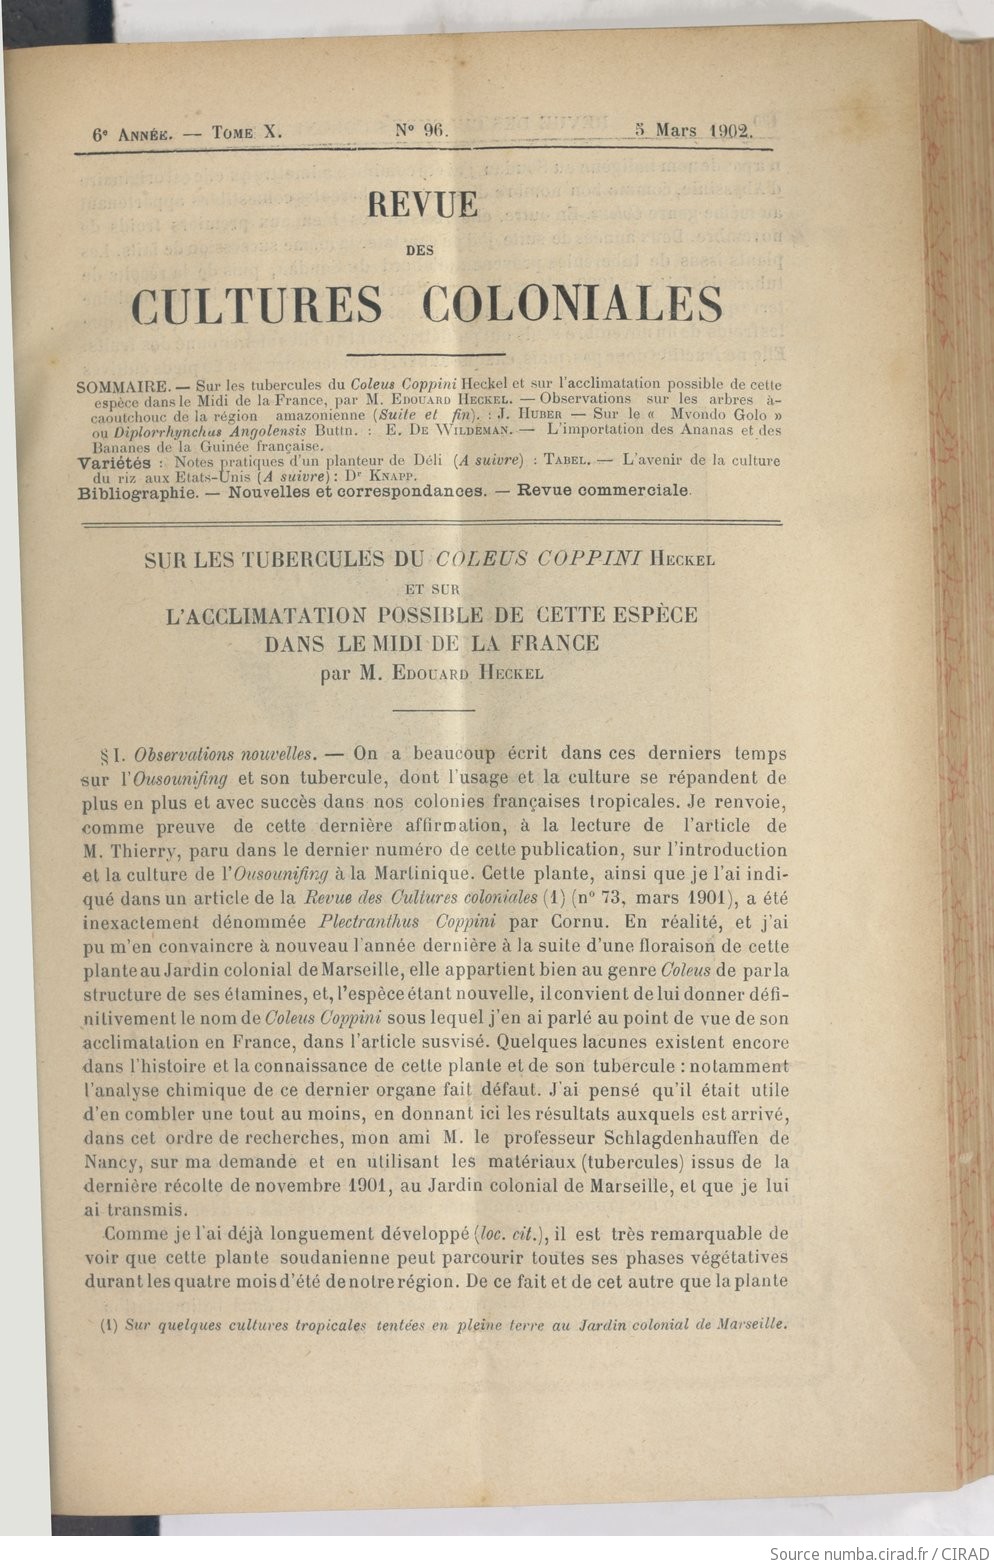 6e ANNÉE. — TOME X.
N° 96.
5 Mars 1902.
REVUE
DES
CULTURES COLONIALES
SOMMAIRE. — Sur les tubercules du Coleus Coppini Heckel et sur l'acclimatation possible de cette
espèce dans le Midi de la France, par M. EDOUARD HECKEL. — Observations sur les arbres à-
caoutchouc de la région amazonienne (Suite et fin). : J. HUBER — Sur le « Mvondo Golo »
ou Diplorrhynchus Angolensis Buttn. : E. DE WILDEMAN. — L'importation des Ananas et des
Bananes de la Guinée française.
Variétés : Notes pratiques d'un planteur de Déli (A suivre) : TABEL. — L'avenir de la culture
du riz aux Etats-Unis (A suivre) : Dr KNAPP.
Bibliographie. — Nouvelles et correspondances. — Revue commerciale.
SUR LES TUBERCULES DU COLEUS COPPINI HECKEL
ET SUR
L'ACCLIMATATION POSSIBLE DE CETTE ESPÈCE
DANS LE MIDI DE LA FRANCE
par M. EDOUARD HECKEL
§ I. Observations nouvelles. — On a beaucoup écrit dans ces derniers temps
sur l'Ousounifing et son tubercule, dont l'usage et la culture se répandent de
plus en plus et avec succès dans nos colonies françaises tropicales. Je renvoie,
comme preuve de cette dernière affirmation, à la lecture de l'article de
M. Thierry, paru dans le dernier numéro de cette publication, sur l'introduction
et la culture de l'Ousounifing à la Martinique. Cette plante, ainsi que je l'ai indi-
qué dans un article de la Revue des Cultures coloniales (1) (n° 73, mars 1901), a été
inexactement dénommée Plectranthus Coppini par Cornu. En réalité, et j'ai
pu m'en convaincre à nouveau l'année dernière à la suite d'une floraison de cette
plante au Jardin colonial de Marseille, elle appartient bien au genre Coleus de par la
structure de ses étamines, et, l'espèce étant nouvelle, il convient de lui donner défi-
nitivement le nom de Coleus Coppini sous lequel j'en ai parlé au point de vue de son
acclimatation en France, dans l'article susvisé. Quelques lacunes existent encore
dans l'histoire et la connaissance de cette plante et de son tubercule : notamment
l'analyse chimique de ce dernier organe fait défaut. J'ai pensé qu'il était utile
d'en combler une tout au moins, en donnant ici les résultats auxquels est arrivé,
dans cet ordre de recherches, mon ami M. le professeur Schlagdenhauffen de
Nancy, sur ma demande et en utilisant les matériaux (tubercules) issus de la
dernière récolte de novembre 1901, au Jardin colonial de Marseille, et que je lui
ai transmis.
Comme je l'ai déjà longuement développé (loc. cit.), il est très remarquable de
voir que cette plante soudanienne peut parcourir toutes ses phases végétatives
durant les quatre mois d'été de notre région. De ce fait et de cet autre que la plante
(1) Sur quelques cultures tropicales tentées en pleine terre au Jardin colonial de Marseille.
Source numba.cirad.fr / CIRAD